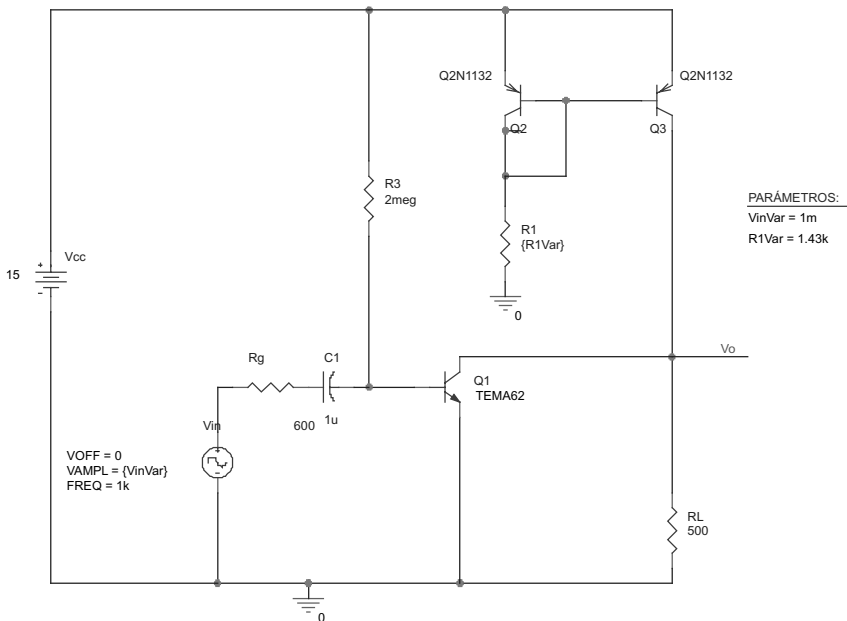 Q2N1132
Q2N1132
Q2
Q3
R3
2meg
PARÁMETROS:
VinVar = 1m
R1Var = 1.43k
R1
{R1Var}
Vcc
+
15
-
0
Vo
Rg
C1
Q1
TEMA62
1u
600
Vin
+
-
VOFF = 0
VAMPL = {VinVar}
FREQ = 1k
RL
500
0